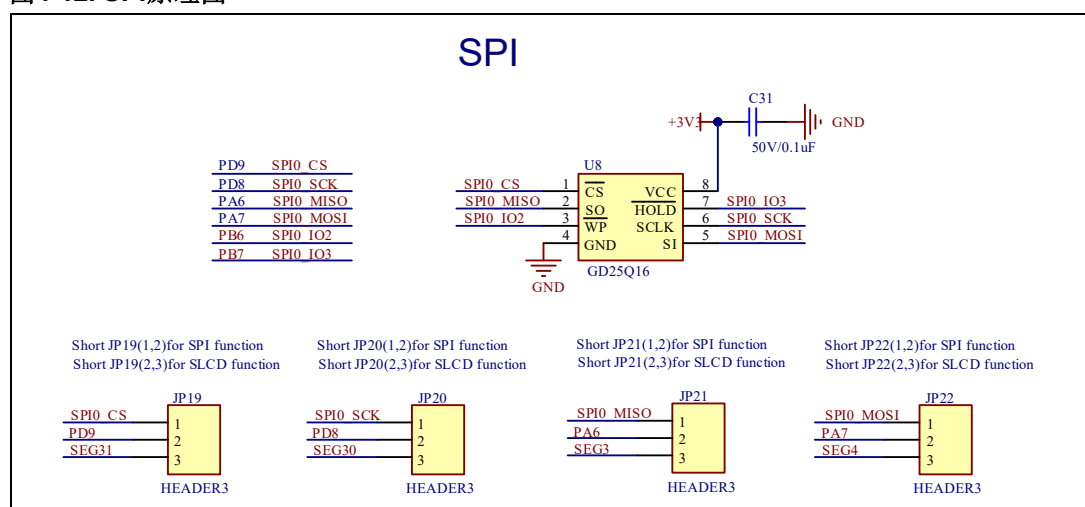 SPI
C31
+3V3
GND
50V/0.1uF
PD9 SPI0_CS
PD8 SPI0_SCK
PA6 SPI0_MISO
PA7 SPI0_MOSI
PB6 SPI0_IO2
PB7 SPI0_IO3
U8
SPI0_CS 1 CS VCC 8
SPI0_MISO 2 SO HOLD 7 SPI0_IO3
SPI0_IO2 3 WP SCLK 6 SPI0_SCK
4 GND SI 5 SPI0_MOSI
GD25Q16
GND
Short JP19(1,2)for SPI function
Short JP19(2,3)for SLCD function
JP19
SPI0_CS 1
PD9 2
SEG31 3
HEADER3
Short JP20(1,2)for SPI function
Short JP20(2,3)for SLCD function
JP20
SPI0_SCK 1
PD8 2
SEG30 3
HEADER3
Short JP21(1,2)for SPI function
Short JP21(2,3)for SLCD function
JP21
SPI0_MISO 1
PA6 2
SEG3 3
HEADER3
Short JP22(1,2)for SPI function
Short JP22(2,3)for SLCD function
JP22
SPI0_MOSI 1
PA7 2
SEG4 3
HEADER3